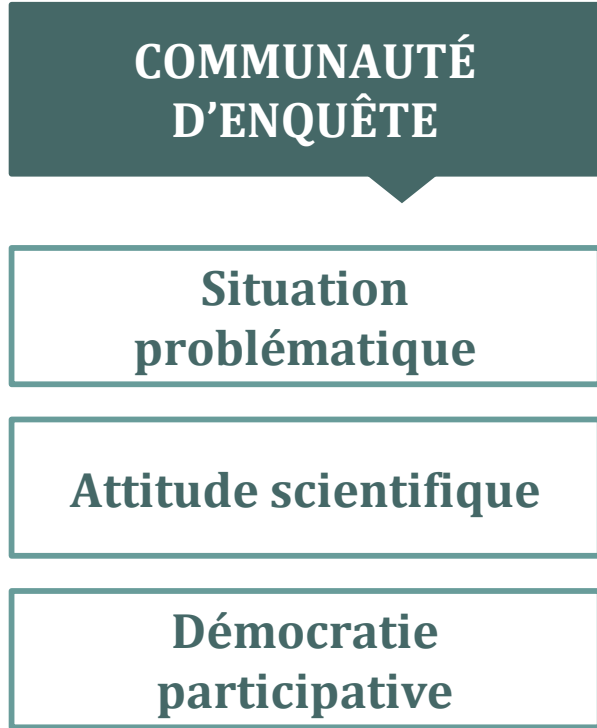 COMMUNAUTÉ
D’ENQUÊTE
Situation
problématique
Attitude scientifique
Démocratie
participative